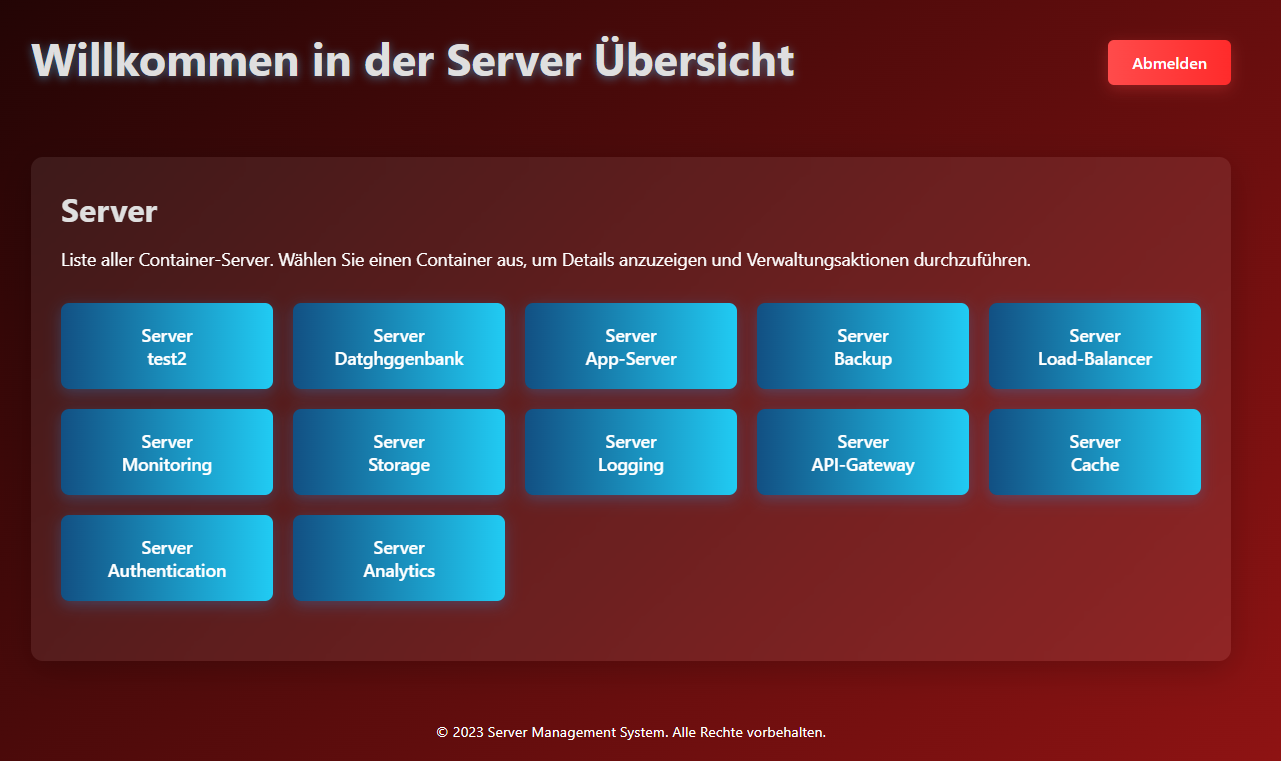 Willkommen in der Server Übersicht
Abmelden
Server
Liste aller Container-Server. Wählen Sie einen Container aus, um Details anzuzeigen und Verwaltungsaktionen durchzuführen.
Server
test2
Server
Datghggenbank
Server
App-Server
Server
Backup
Server
Load-Balancer
Server
Monitoring
Server
Storage
Server
Logging
Server
API-Gateway
Server
Cache
Server
Authentication
Server
Analytics
© 2023 Server Management System. Alle Rechte vorbehalten.